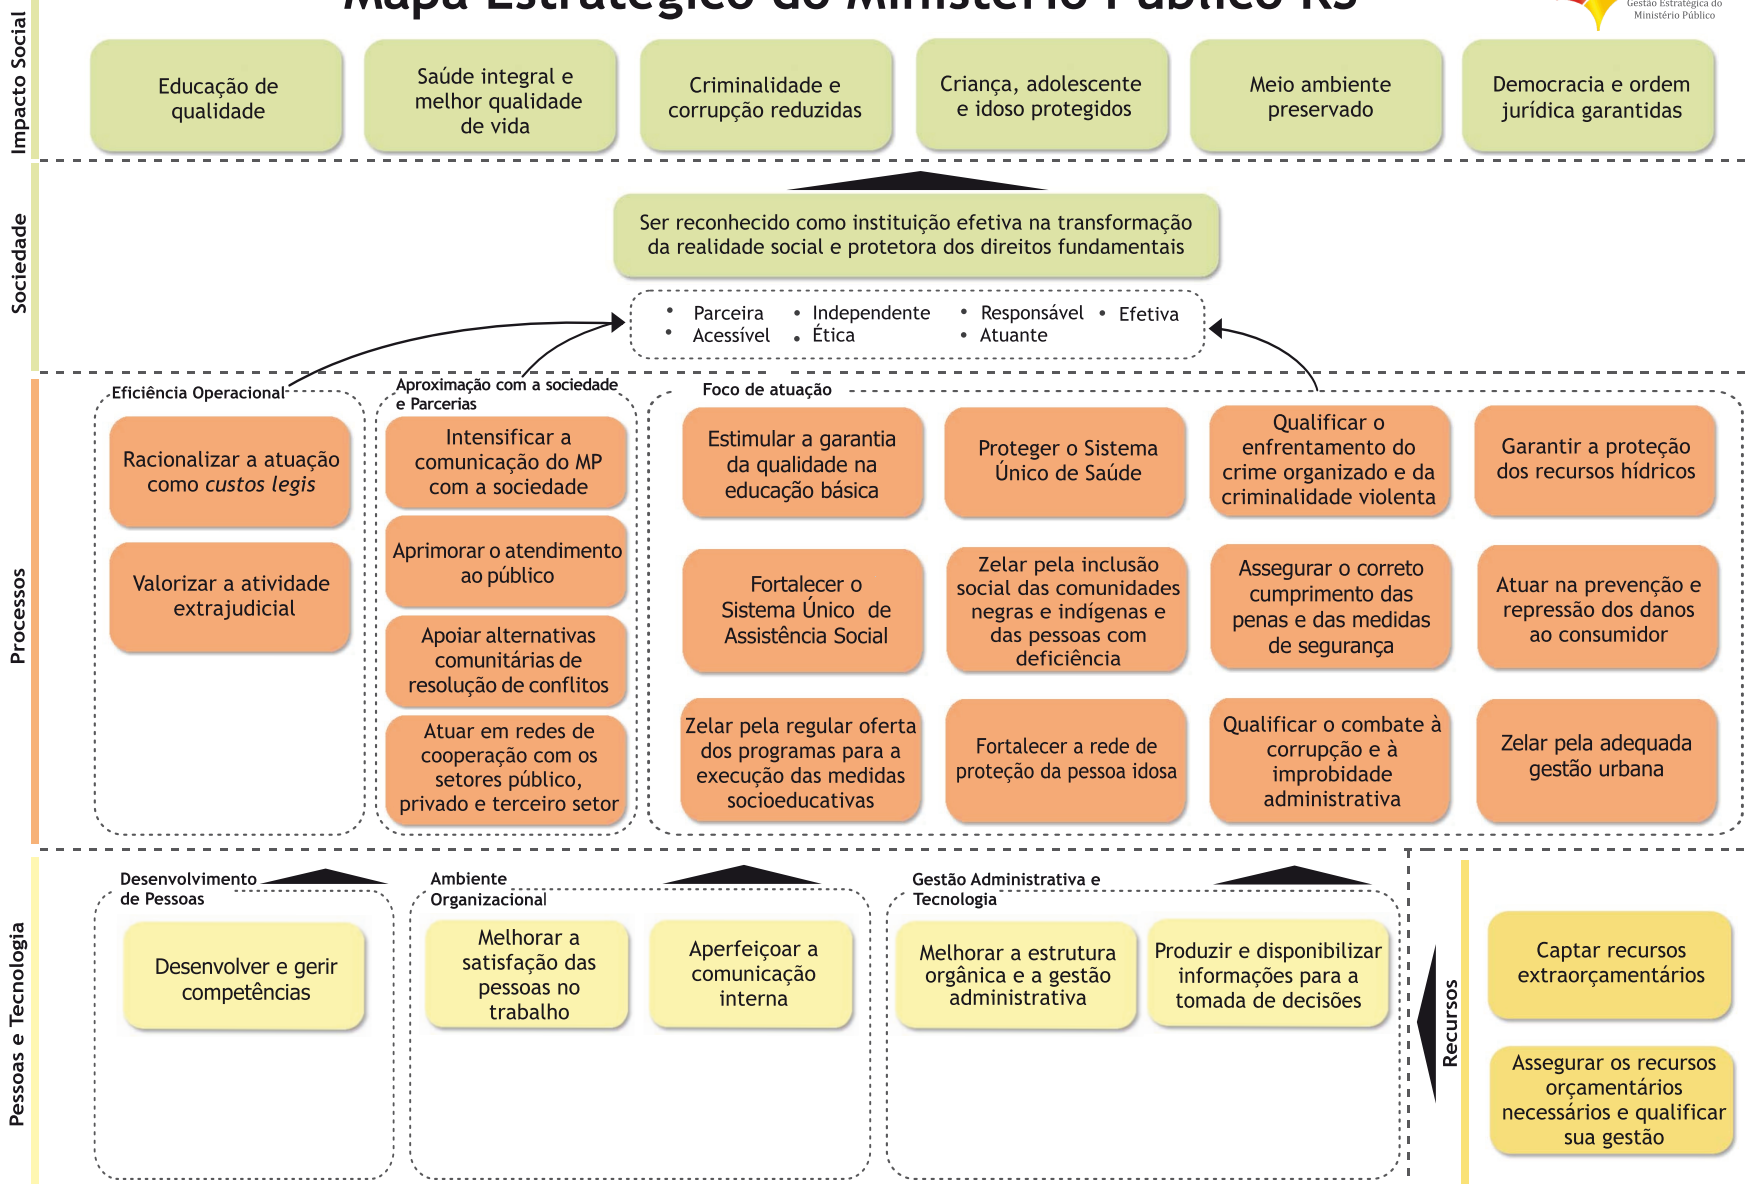 Mapa Estratégico do Ministério Público RS
Gestão Estratégica do
Ministério Público
Impacto Social
Educação de
qualidade
Saúde integral e
melhor qualidade
de vida
Criminalidade e
corrupção reduzidas
Criança, adolescente
e idoso protegidos
Meio ambiente
preservado
Democracia e ordem
jurídica garantidas
Sociedade
Ser reconhecido como instituição efetiva na transformação
da realidade social e protetora dos direitos fundamentais
• Parceira • Independente • Responsável • Efetiva
• Acessível • Ética • Atuante
Processos
Eficiência Operacional
Racionalizar a atuação
como custos legis
Valorizar a atividade
extrajudicial
Aproximação com a sociedade
e Parcerias
Intensificar a
comunicação do MP
com a sociedade
Aprimorar o atendimento
ao público
Apoiar alternativas
comunitárias de
resolução de conflitos
Atuar em redes de
cooperação com os
setores público,
privado e terceiro setor
Foco de atuação
Estimular a garantia
da qualidade na
educação básica
Proteger o Sistema
Único de Saúde
Qualificar o
enfrentamento do
crime organizado e da
criminalidade violenta
Garantir a proteção
dos recursos hídricos
Fortalecer o
Sistema Único de
Assistência Social
Zelar pela inclusão
social das comunidades
negras e indígenas e
das pessoas com
deficiência
Assegurar o correto
cumprimento das
penas e das medidas
de segurança
Atuar na prevenção e
repressão dos danos
ao consumidor
Zelar pela regular oferta
dos programas para a
execução das medidas
socioeducativas
Fortalecer a rede de
proteção da pessoa idosa
Qualificar o combate à
corrupção e à
improbidade
administrativa
Zelar pela adequada
gestão urbana
Pessoas e Tecnologia
Desenvolvimento
de Pessoas
Desenvolver e gerir
competências
Ambiente
Organizacional
Melhorar a
satisfação das
pessoas no
trabalho
Aperfeiçoar a
comunicação
interna
Gestão Administrativa e
Tecnologia
Melhorar a estrutura
orgânica e a gestão
administrativa
Produzir e disponibilizar
informações para a
tomada de decisões
Recursos
Captar recursos
extraorçamentários
Assegurar os recursos
orçamentários
necessários e qualificar
sua gestão